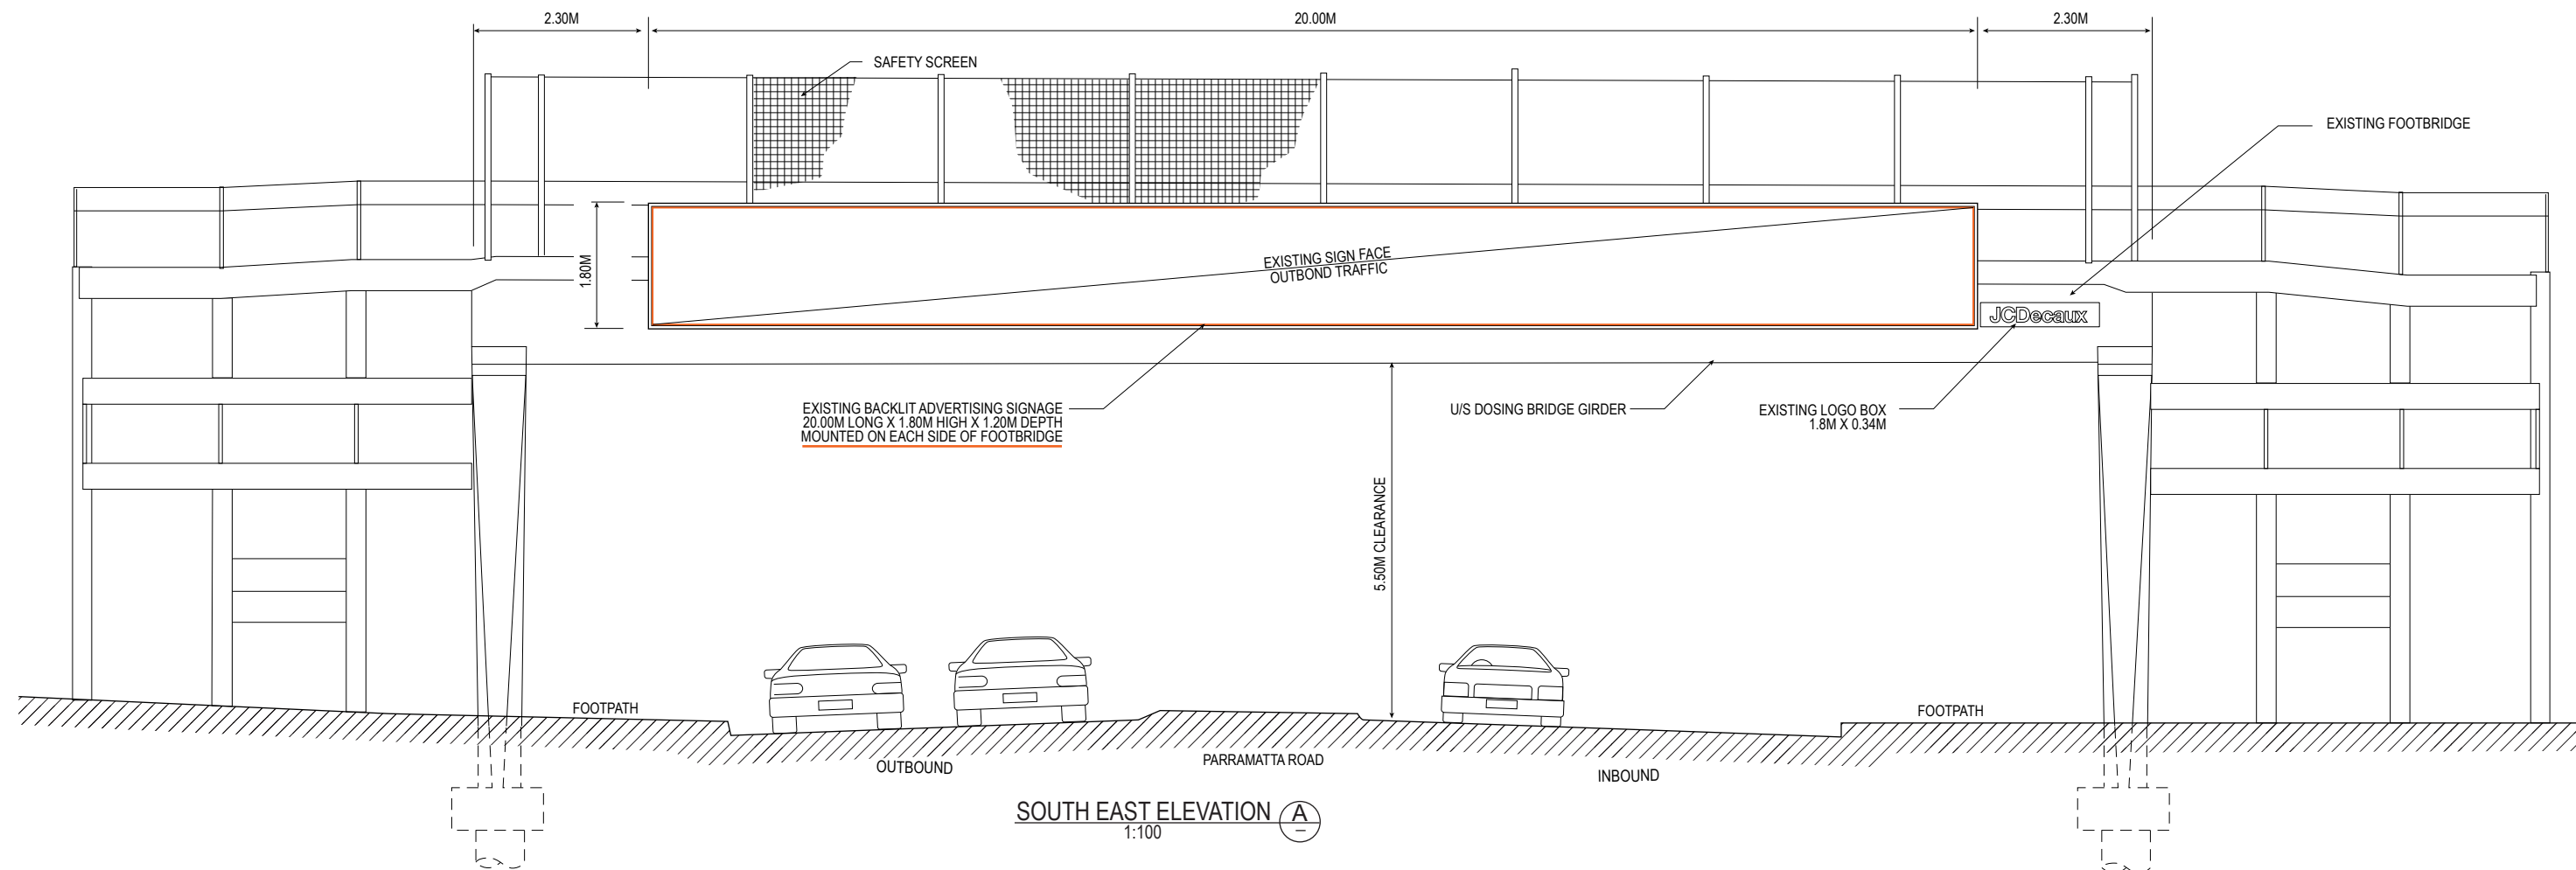 2.30M
20.00M
2.30M
SAFETY SCREEN
EXISTING FOOTBRIDGE
1.80M
EXISTING SIGN FACE
OUTBOND TRAFFIC
JCDecaux
EXISTING BACKLIT ADVERTISING SIGNAGE
20.00M LONG X 1.80M HIGH X 1.20M DEPTH
MOUNTED ON EACH SIDE OF FOOTBRIDGE
U/S DOSING BRIDGE GIRDER
EXISTING LOGO BOX
1.8M X 0.34M
5.50M CLEARANCE
FOOTPATH
FOOTPATH
OUTBOUND
PARRAMATTA ROAD
INBOUND
SOUTH EAST ELEVATION
A
–
1:100